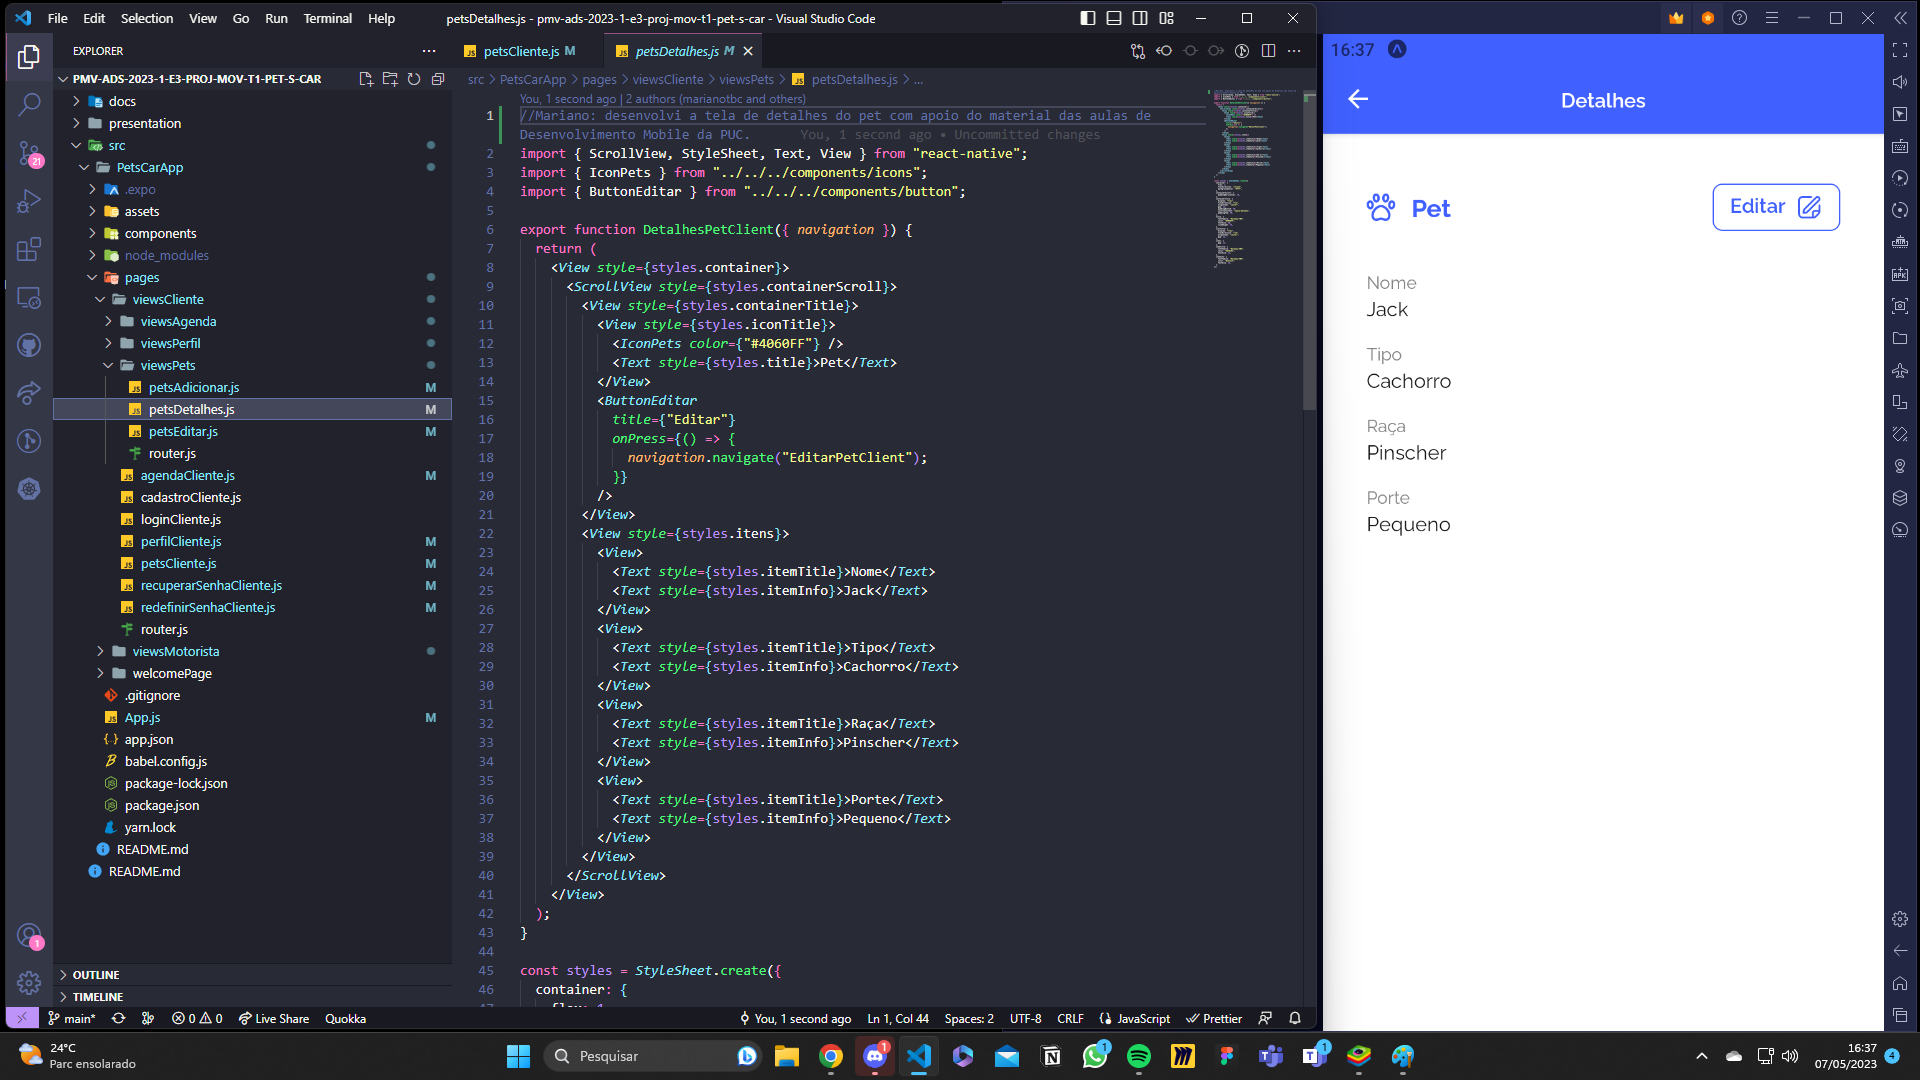 File Edit Selection View Go Run Terminal Help
petsDetalhes.js - pmv-ads-2023-1-e3-proj-mov-t1-pet-s-car - Visual Studio Code
EXPLORER
PMV-ADS-2023-1-E3-PROJ-MOV-T1-PET-S-CAR
docs
presentation
src
PetsCarApp
.expo
assets
components
node_modules
pages
viewsCliente
viewsAgenda
viewsPerfil
viewsPets
petsAdicionar.js M
petsDetalhes.js M
petsEditar.js M
router.js
agendaCliente.js M
cadastroCliente.js
loginCliente.js
perfilCliente.js M
petsCliente.js M
recuperarSenhaCliente.js M
redefinirSenhaCliente.js M
router.js
viewsMotorista
welcomePage
.gitignore
App.js M
app.json
babel.config.js
package-lock.json
package.json
yarn.lock
README.md
README.md
OUTLINE
TIMELINE
21
1
petsCliente.js M
petsDetalhes.js M
src > PetsCarApp > pages > viewsCliente > viewsPets > petsDetalhes.js > ...
You, 1 second ago | 2 authors (marianotbc and others)
1 //Mariano: desenvolvi a tela de detalhes do pet com apoio do material das aulas de
Desenvolvimento Mobile da PUC. You, 1 second ago • Uncommitted changes
2 import { ScrollView, StyleSheet, Text, View } from "react-native";
3 import { IconPets } from "../../../components/icons";
4 import { ButtonEditar } from "../../../components/button";
5
6 export function DetalhesPetClient({ navigation }) {
7 return (
8 <View style={styles.container}>
9 <ScrollView style={styles.containerScroll}>
10 <View style={styles.containerTitle}>
11 <View style={styles.iconTitle}>
12 <IconPets color={"#4060FF"} />
13 <Text style={styles.title}>Pet</Text>
14 </View>
15 <ButtonEditar
16 title={"Editar"}
17 onPress={() => {
18 navigation.navigate("EditarPetClient");
19 }}
20 />
21 </View>
22 <View style={styles.itens}>
23 <View>
24 <Text style={styles.itemTitle}>Nome</Text>
25 <Text style={styles.itemInfo}>Jack</Text>
26 </View>
27 <View>
28 <Text style={styles.itemTitle}>Tipo</Text>
29 <Text style={styles.itemInfo}>Cachorro</Text>
30 </View>
31 <View>
32 <Text style={styles.itemTitle}>Raça</Text>
33 <Text style={styles.itemInfo}>Pinscher</Text>
34 </View>
35 <View>
36 <Text style={styles.itemTitle}>Porte</Text>
37 <Text style={styles.itemInfo}>Pequeno</Text>
38 </View>
39 </View>
40 </ScrollView>
41 </View>
42 );
43 }
44
45 const styles = StyleSheet.create({
46 container: {
main* 0 0 Live Share Quokka
You, 1 second ago Ln 1, Col 44 Spaces: 2 UTF-8 CRLF JavaScript Prettier
16:37
Detalhes
Pet
Editar
Nome
Jack
Tipo
Cachorro
Raça
Pinscher
Porte
Pequeno
24°C
Parc ensolarado
Pesquisar
1
1
1
16:37
07/05/2023
4